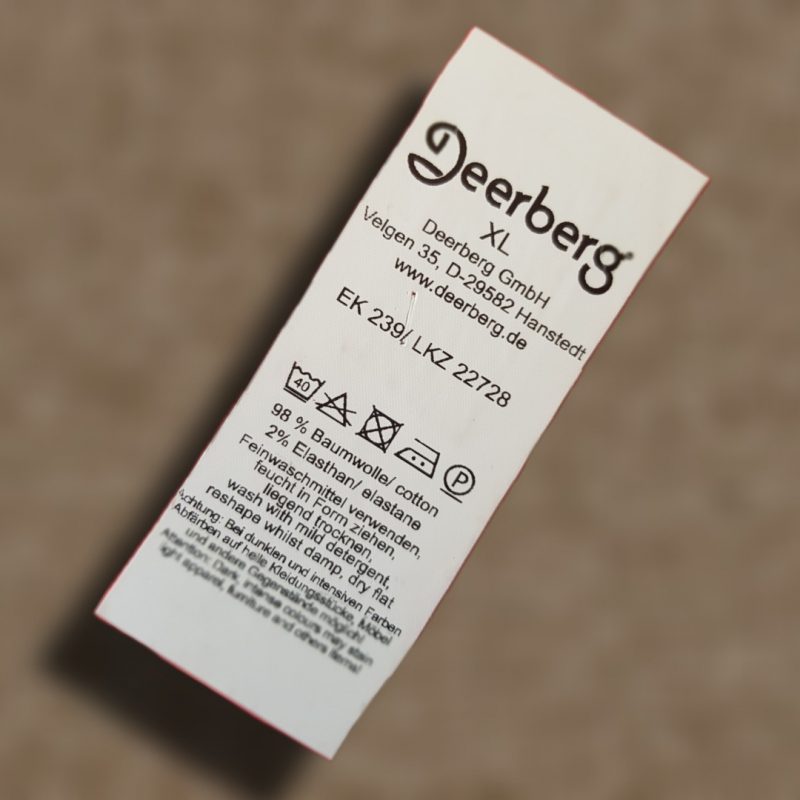 Deerberg
XL
Deerberg GmbH
Velgen 35, D-29582 Hanstedt
www.deerberg.de
EK 239/ LKZ 22728
40
P
98 % Baumwolle/ cotton
2% Elasthan/ elastane
Feinwaschmittel verwenden,
feucht in Form ziehen,
liegend trocknen,
wash with mild detergent,
reshape whilst damp, dry flat
Achtung: Bei dunklen und intensiven Farben
Abfärben auf helle Kleidungsstücke, Möbel
und andere Gegenstände möglich!
Attention: Dark, intense colours may stain
light apparel, furniture and others items!